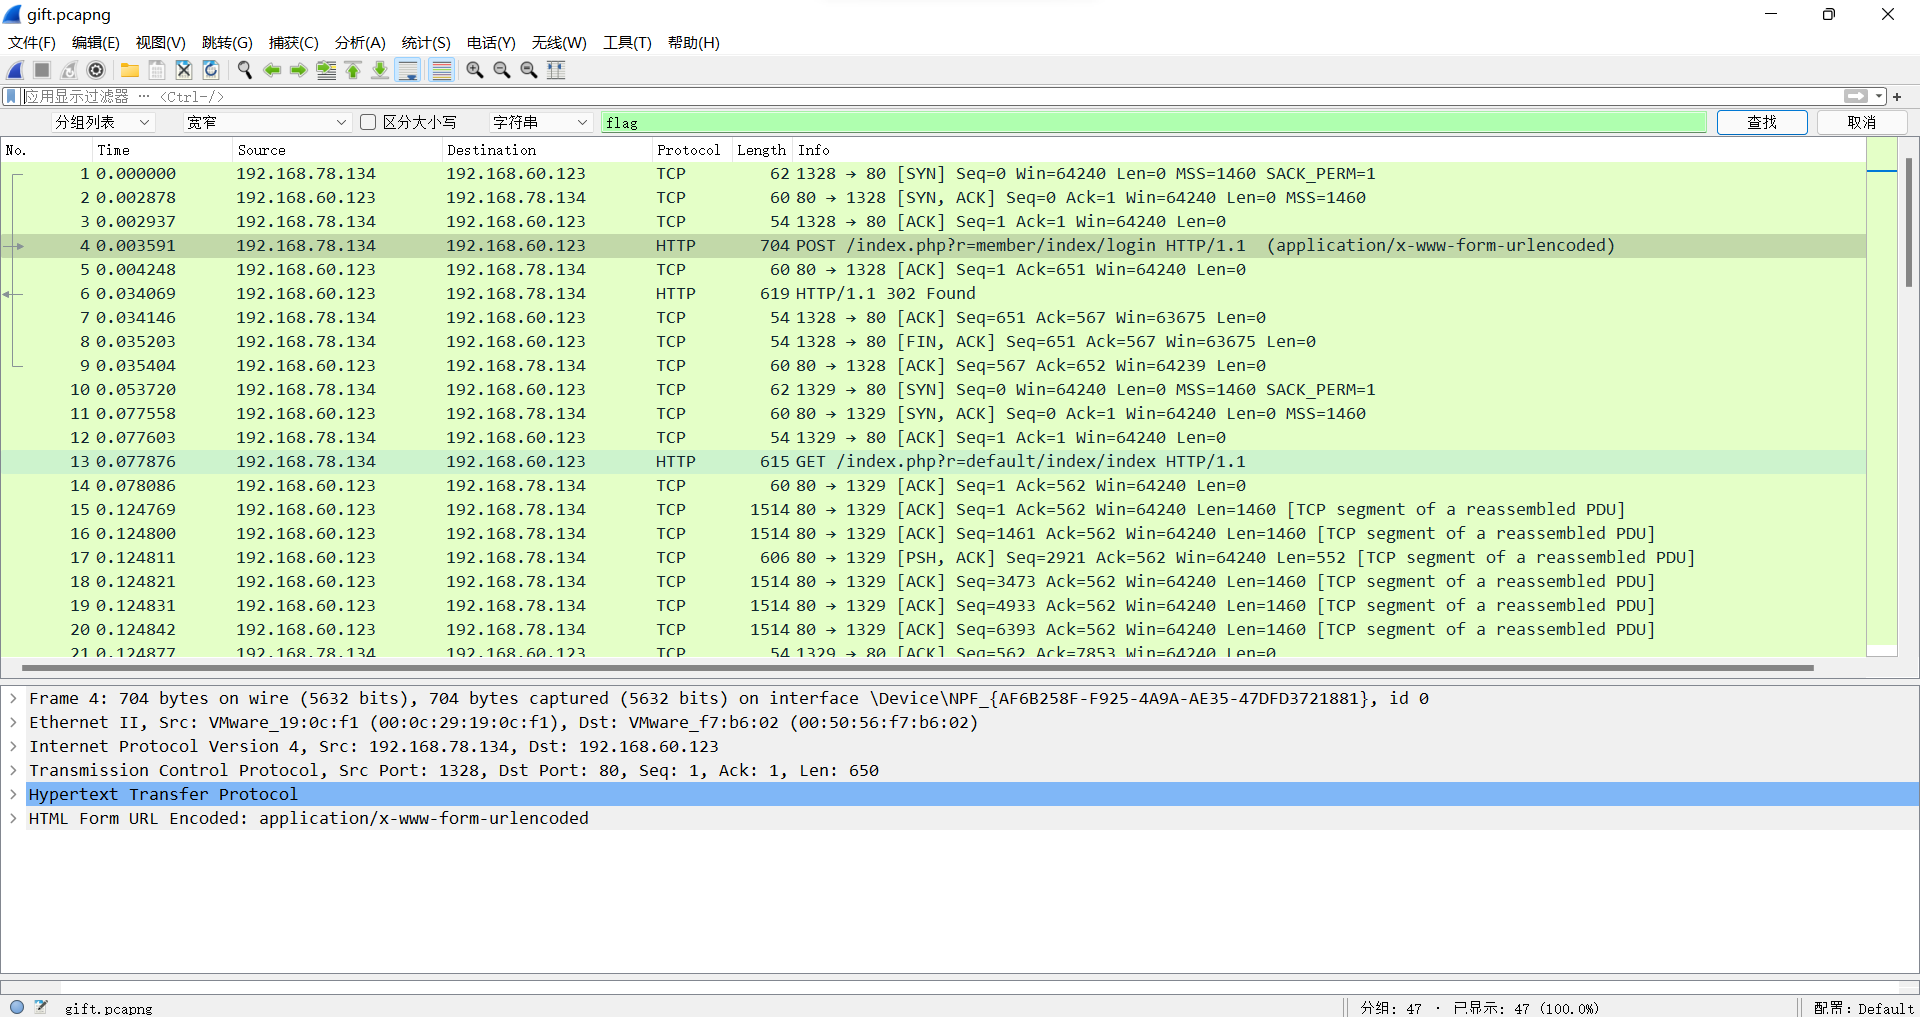 gift.pcapng
文件(F) 编辑(E) 视图(V) 跳转(G) 捕获(C) 分析(A) 统计(S) 电话(Y) 无线(W) 工具(T) 帮助(H)
应用显示过滤器 … <Ctrl-/>
分组列表 宽窄 区分大小写 字符串 flag 查找 取消
No. Time Source Destination Protocol Length Info
1 0.000000 192.168.78.134 192.168.60.123 TCP 62 1328 → 80 [SYN] Seq=0 Win=64240 Len=0 MSS=1460 SACK_PERM=1
2 0.002878 192.168.60.123 192.168.78.134 TCP 60 80 → 1328 [SYN, ACK] Seq=0 Ack=1 Win=64240 Len=0 MSS=1460
3 0.002937 192.168.78.134 192.168.60.123 TCP 54 1328 → 80 [ACK] Seq=1 Ack=1 Win=64240 Len=0
4 0.003591 192.168.78.134 192.168.60.123 HTTP 704 POST /index.php?r=member/index/login HTTP/1.1  (application/x-www-form-urlencoded)
5 0.004248 192.168.60.123 192.168.78.134 TCP 60 80 → 1328 [ACK] Seq=1 Ack=651 Win=64240 Len=0
6 0.034069 192.168.60.123 192.168.78.134 HTTP 619 HTTP/1.1 302 Found
7 0.034146 192.168.78.134 192.168.60.123 TCP 54 1328 → 80 [ACK] Seq=651 Ack=567 Win=63675 Len=0
8 0.035203 192.168.78.134 192.168.60.123 TCP 54 1328 → 80 [FIN, ACK] Seq=651 Ack=567 Win=63675 Len=0
9 0.035404 192.168.60.123 192.168.78.134 TCP 60 80 → 1328 [ACK] Seq=567 Ack=652 Win=64239 Len=0
10 0.053720 192.168.78.134 192.168.60.123 TCP 62 1329 → 80 [SYN] Seq=0 Win=64240 Len=0 MSS=1460 SACK_PERM=1
11 0.077558 192.168.60.123 192.168.78.134 TCP 60 80 → 1329 [SYN, ACK] Seq=0 Ack=1 Win=64240 Len=0 MSS=1460
12 0.077603 192.168.78.134 192.168.60.123 TCP 54 1329 → 80 [ACK] Seq=1 Ack=1 Win=64240 Len=0
13 0.077876 192.168.78.134 192.168.60.123 HTTP 615 GET /index.php?r=default/index/index HTTP/1.1
14 0.078086 192.168.60.123 192.168.78.134 TCP 60 80 → 1329 [ACK] Seq=1 Ack=562 Win=64240 Len=0
15 0.124769 192.168.60.123 192.168.78.134 TCP 1514 80 → 1329 [ACK] Seq=1 Ack=562 Win=64240 Len=1460 [TCP segment of a reassembled PDU]
16 0.124800 192.168.60.123 192.168.78.134 TCP 1514 80 → 1329 [ACK] Seq=1461 Ack=562 Win=64240 Len=1460 [TCP segment of a reassembled PDU]
17 0.124811 192.168.60.123 192.168.78.134 TCP 606 80 → 1329 [PSH, ACK] Seq=2921 Ack=562 Win=64240 Len=552 [TCP segment of a reassembled PDU]
18 0.124821 192.168.60.123 192.168.78.134 TCP 1514 80 → 1329 [ACK] Seq=3473 Ack=562 Win=64240 Len=1460 [TCP segment of a reassembled PDU]
19 0.124831 192.168.60.123 192.168.78.134 TCP 1514 80 → 1329 [ACK] Seq=4933 Ack=562 Win=64240 Len=1460 [TCP segment of a reassembled PDU]
20 0.124842 192.168.60.123 192.168.78.134 TCP 1514 80 → 1329 [ACK] Seq=6393 Ack=562 Win=64240 Len=1460 [TCP segment of a reassembled PDU]
21 0.124877 192.168.78.134 192.168.60.123 TCP 54 1329 → 80 [ACK] Seq=562 Ack=7853 Win=64240 Len=0
Frame 4: 704 bytes on wire (5632 bits), 704 bytes captured (5632 bits) on interface \Device\NPF_{AF6B258F-F925-4A9A-AE35-47DFD3721881}, id 0
Ethernet II, Src: VMware_19:0c:f1 (00:0c:29:19:0c:f1), Dst: VMware_f7:b6:02 (00:50:56:f7:b6:02)
Internet Protocol Version 4, Src: 192.168.78.134, Dst: 192.168.60.123
Transmission Control Protocol, Src Port: 1328, Dst Port: 80, Seq: 1, Ack: 1, Len: 650
Hypertext Transfer Protocol
HTML Form URL Encoded: application/x-www-form-urlencoded
gift.pcapng 分组: 47 · 已显示: 47 (100.0%) 配置: Default